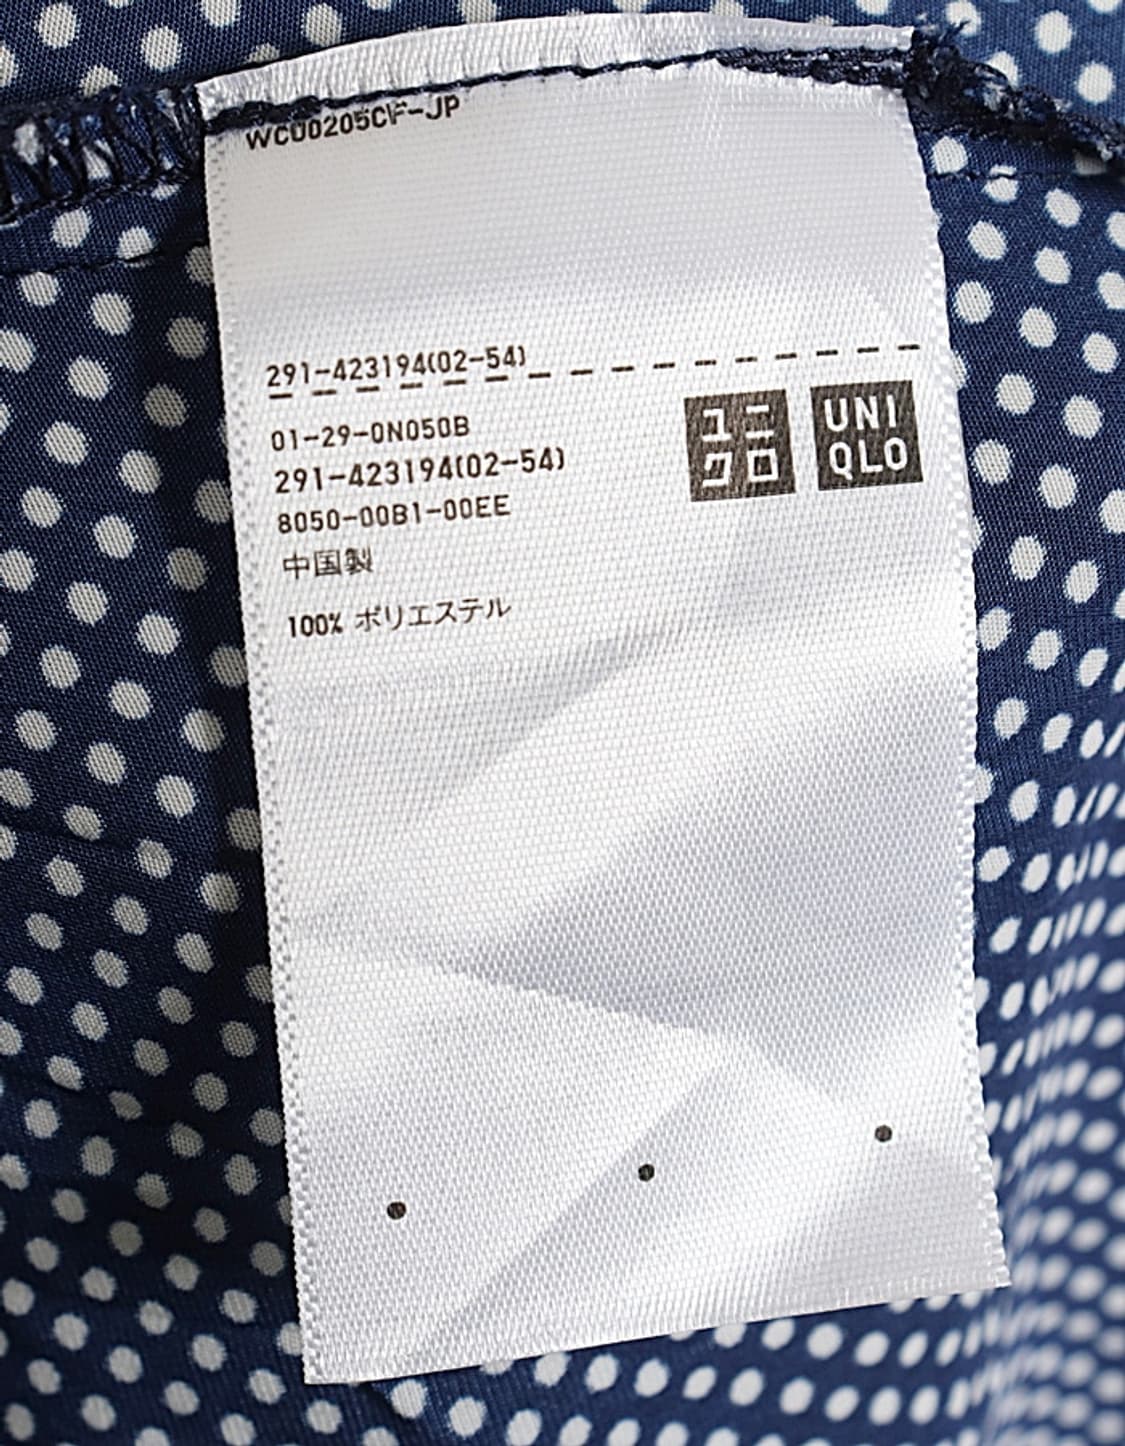 WCU0205CF-JP
291-423194(02-54)
01-29-0N050B
291-423194(02-54)
8050-00B1-00EE
中国製
100% ポリエステル
ユニ
クロ
UNI
QLO